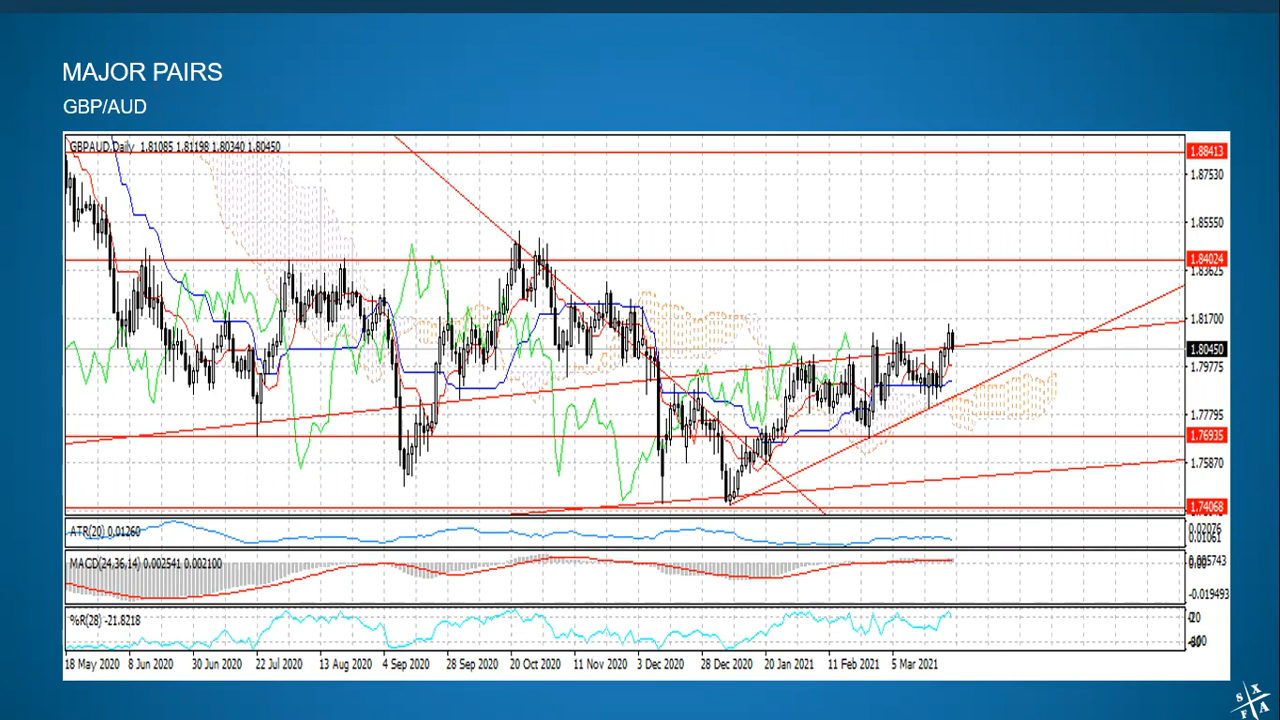 MAJOR PAIRS
GBP/AUD
GBPAUD.Daily 1.81085 1.81198 1.80340 1.80450
1.88413
1.87530
1.85550
1.84024
1.83625
1.81700
1.80450
1.79775
1.77795
1.76935
1.75870
1.74068
ATR(20) 0.01260
0.02076
0.01061
MACD(24,36,14) 0.002541 0.002100
-0.019493
%R(28) -21.8218
18 May 2020 8 Jun 2020 30 Jun 2020 22 Jul 2020 13 Aug 2020 4 Sep 2020 28 Sep 2020 20 Oct 2020 11 Nov 2020 3 Dec 2020 28 Dec 2020 20 Jan 2021 11 Feb 2021 5 Mar 2021
S X
F A